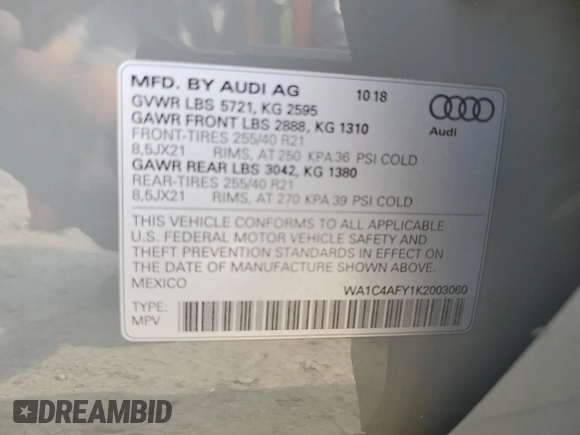 MFD. BY AUDI AG 10 18
GVWR LBS 5721, KG 2595
GAWR FRONT LBS 2888, KG 1310
FRONT-TIRES 255/40 R21
8,5JX21 RIMS, AT 250 KPA 36 PSI COLD
GAWR REAR LBS 3042, KG 1380
REAR-TIRES 255/40 R21
8,5JX21 RIMS, AT 270 KPA 39 PSI COLD
Audi
THIS VEHICLE CONFORMS TO ALL APPLICABLE
U.S. FEDERAL MOTOR VEHICLE SAFETY AND
THEFT PREVENTION STANDARDS IN EFFECT ON
THE DATE OF MANUFACTURE SHOWN ABOVE.
MEXICO
WA1C4AFY1K2003060
TYPE:
MPV
DREAMBID